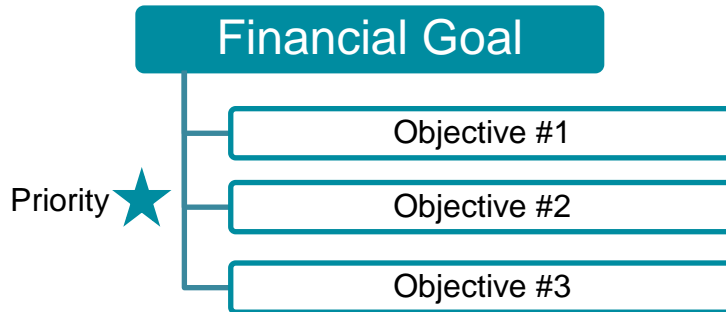 Financial Goal
Objective #1
Priority
Objective #2
Objective #3